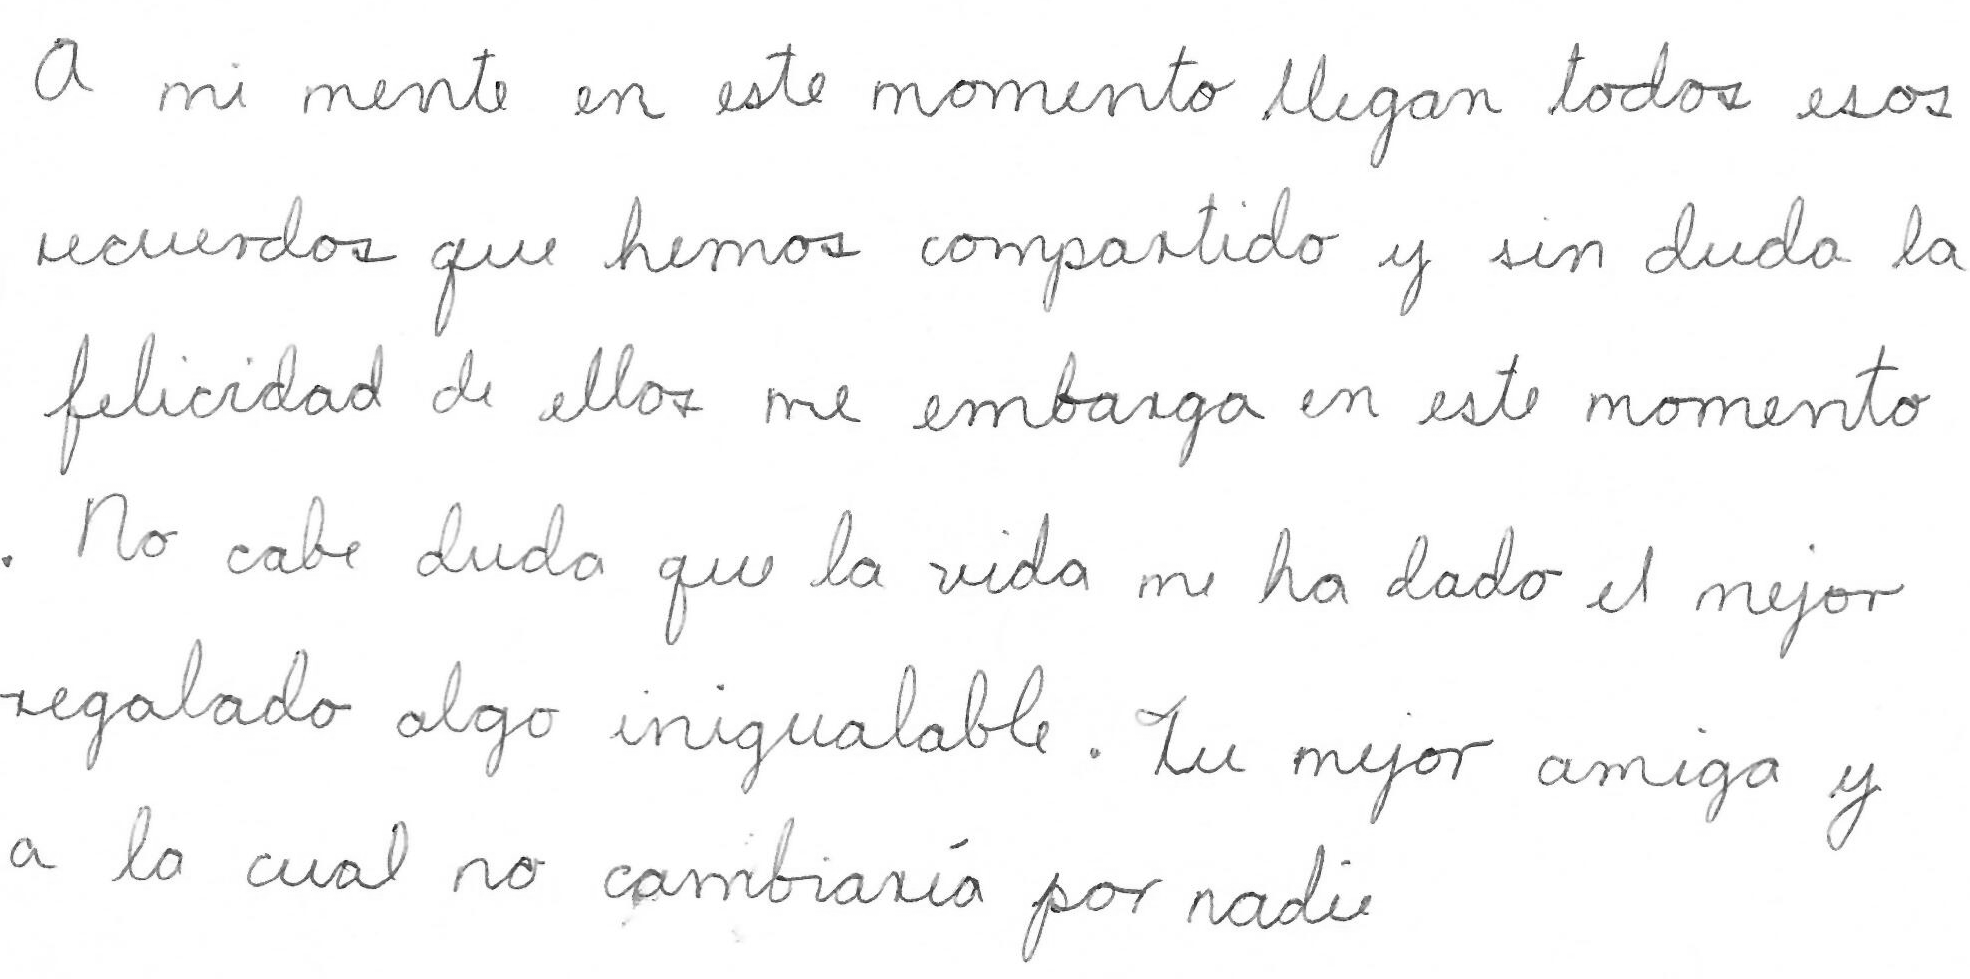 A mi mente en este momento llegan todos esos
recuerdos que hemos compartido y sin duda la
felicidad de ellos me embarga en este momento
. No cabe duda que la vida me ha dado el mejor
regalado algo inigualable. Tu mejor amiga y
a la cual no cambiaría por nadie